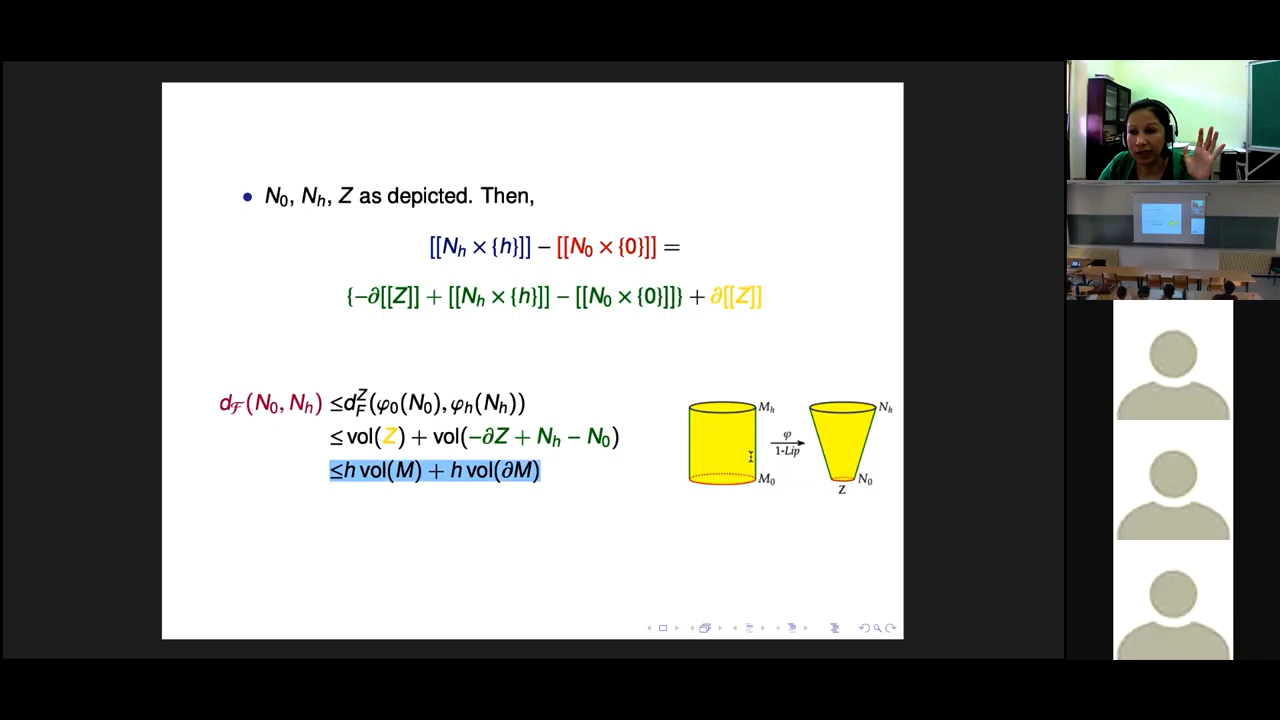 • N₀, Nₕ, Z as depicted. Then,
[[Nₕ × {h}]] − [[N₀ × {0}]] =
{−∂[[Z]] + [[Nₕ × {h}]] − [[N₀ × {0}]]} + ∂[[Z]]
d_𝓕(N₀, Nₕ) ≤d_F^Z(φ₀(N₀), φₕ(Nₕ))
≤ vol(Z) + vol(−∂Z + Nₕ − N₀)
≤h vol(M) + h vol(∂M)
Mₕ
Nₕ
φ
1-Lip
M₀
N₀
Z